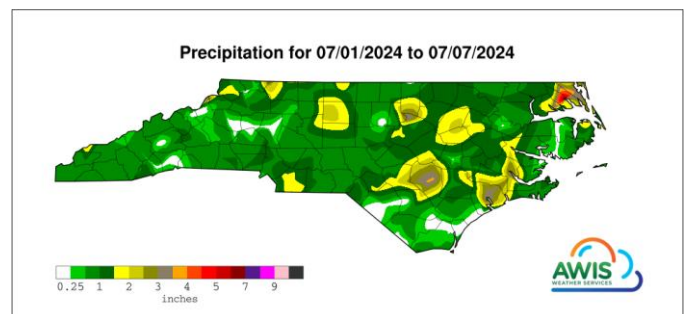 Precipitation for 07/01/2024 to 07/07/2024
0.25 1 2 3 4 5 7 9
inches
AWIS
WEATHER SERVICES